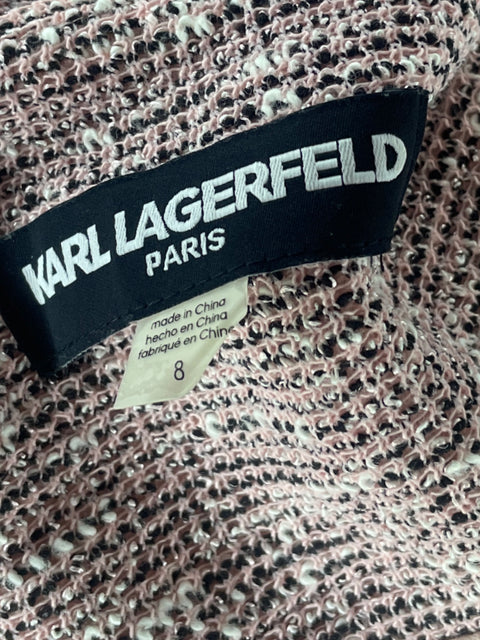 KARL LAGERFELD
PARIS
made in China
hecho en China
fabriqué en Chine
8